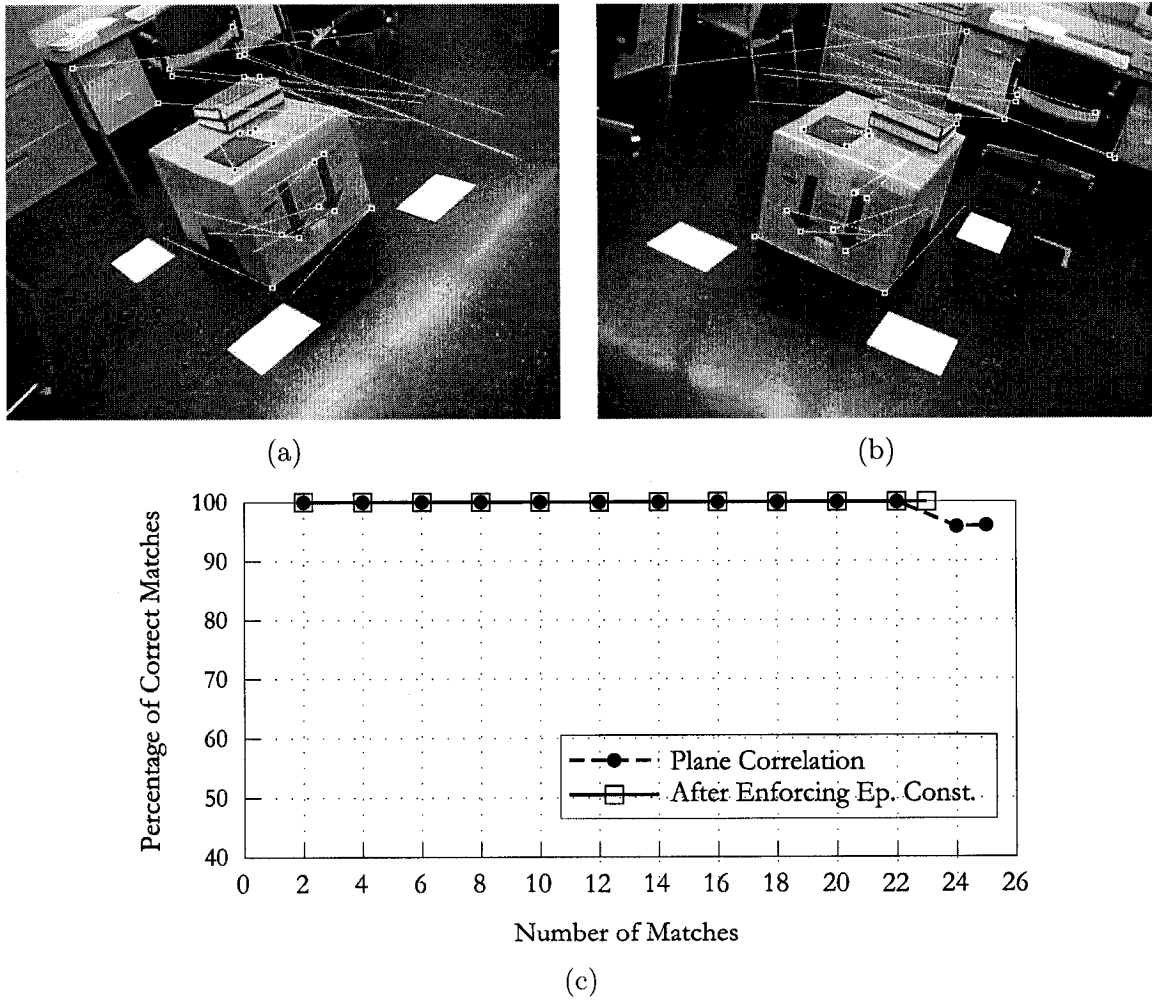 (a)
(b)
Percentage of Correct Matches
100
90
80
70
60
50
40
Plane Correlation
After Enforcing Ep. Const.
0 2 4 6 8 10 12 14 16 18 20 22 24 26
Number of Matches
(c)